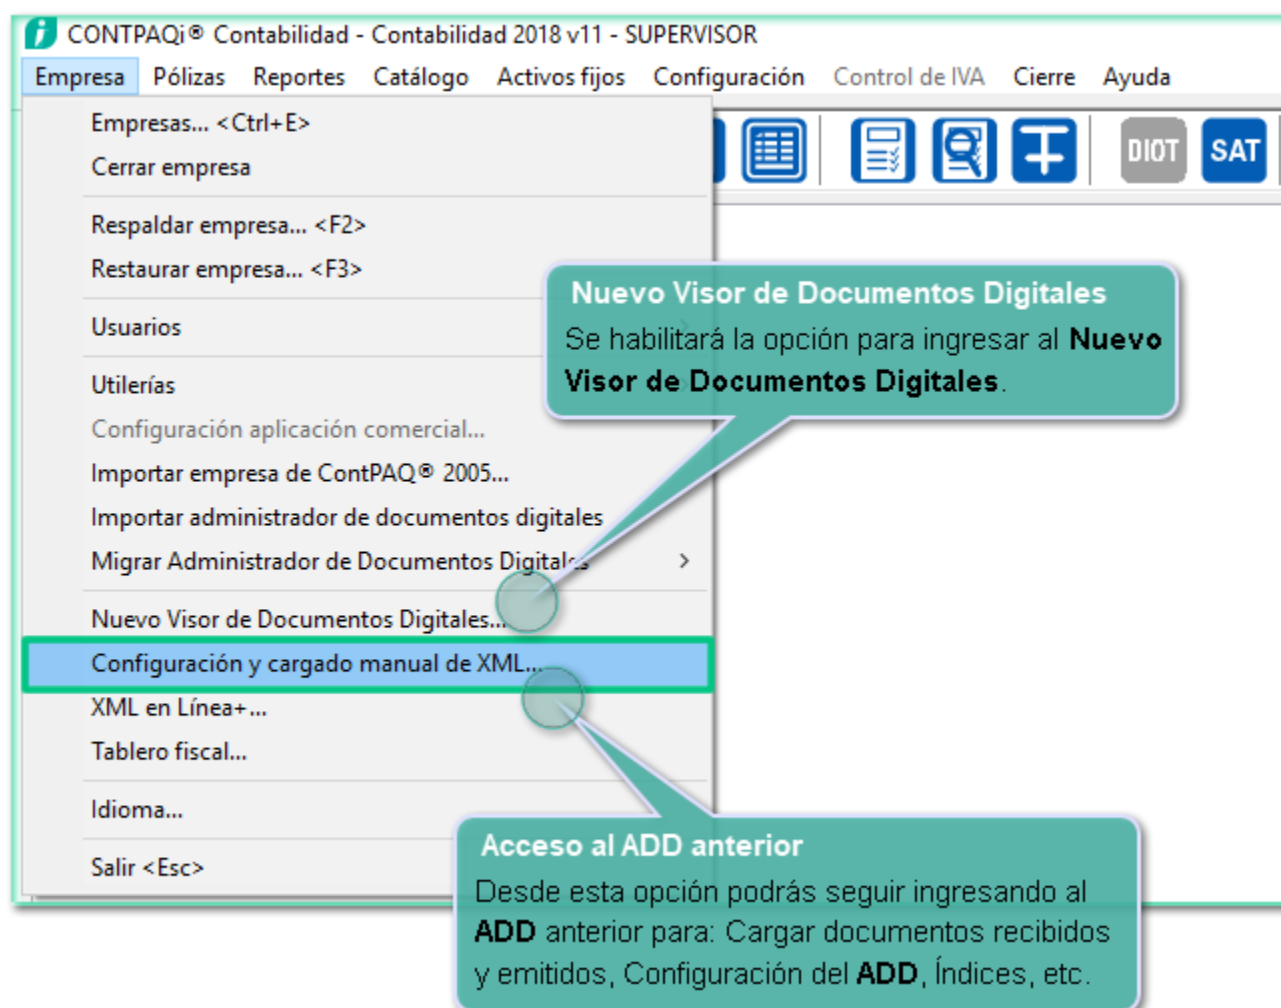 CONTPAQi® Contabilidad - Contabilidad 2018 v11 - SUPERVISOR
Empresa Pólizas Reportes Catálogo Activos fijos Configuración Control de IVA Cierre Ayuda
DIOT SAT
Empresas... <Ctrl+E>
Cerrar empresa
Respaldar empresa... <F2>
Restaurar empresa... <F3>
Usuarios
Utilerías
Configuración aplicación comercial...
Importar empresa de ContPAQ® 2005...
Importar administrador de documentos digitales
Migrar Administrador de Documentos Digitales
Nuevo Visor de Documentos Digitales...
Configuración y cargado manual de XML...
XML en Línea+...
Tablero fiscal...
Idioma...
Salir <Esc>
Nuevo Visor de Documentos Digitales
Se habilitará la opción para ingresar al Nuevo
Visor de Documentos Digitales.
Acceso al ADD anterior
Desde esta opción podrás seguir ingresando al
ADD anterior para: Cargar documentos recibidos
y emitidos, Configuración del ADD, Índices, etc.